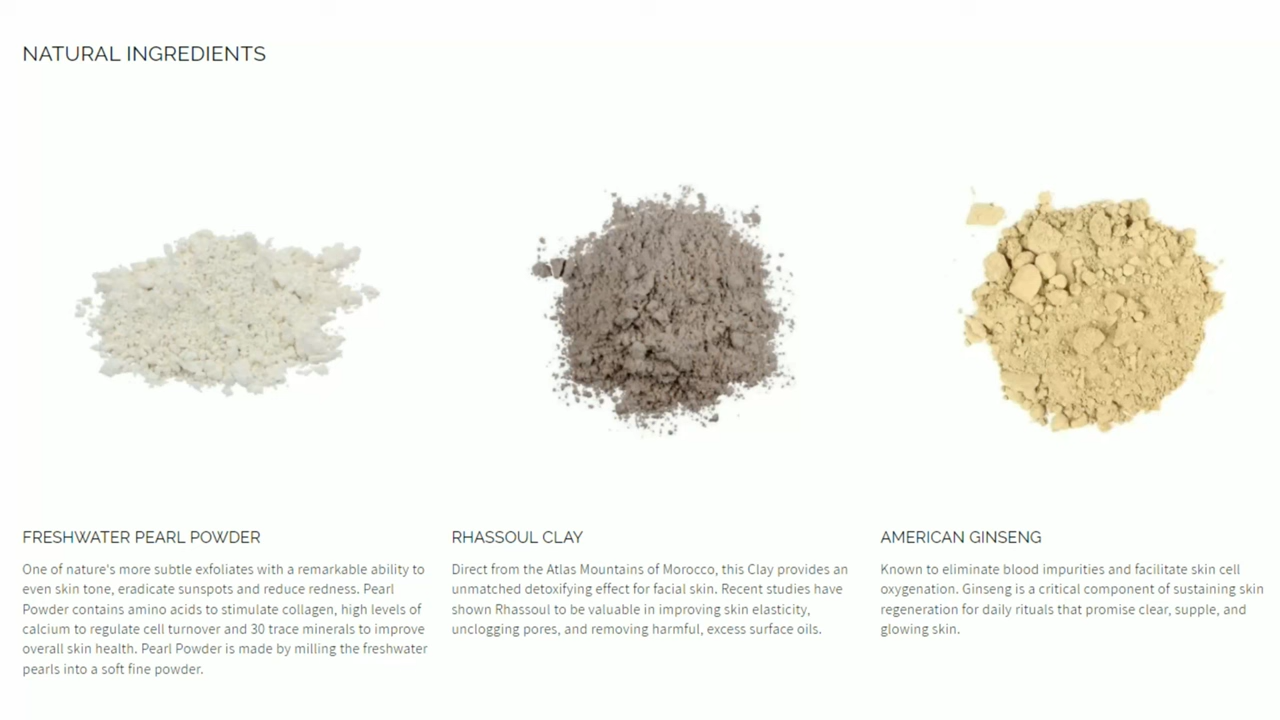 NATURAL INGREDIENTS
FRESHWATER PEARL POWDER
One of nature's more subtle exfoliates with a remarkable ability to
even skin tone, eradicate sunspots and reduce redness. Pearl
Powder contains amino acids to stimulate collagen, high levels of
calcium to regulate cell turnover and 30 trace minerals to improve
overall skin health. Pearl Powder is made by milling the freshwater
pearls into a soft fine powder.
RHASSOUL CLAY
Direct from the Atlas Mountains of Morocco, this Clay provides an
unmatched detoxifying effect for facial skin. Recent studies have
shown Rhassoul to be valuable in improving skin elasticity,
unclogging pores, and removing harmful, excess surface oils.
AMERICAN GINSENG
Known to eliminate blood impurities and facilitate skin cell
oxygenation. Ginseng is a critical component of sustaining skin
regeneration for daily rituals that promise clear, supple, and
glowing skin.